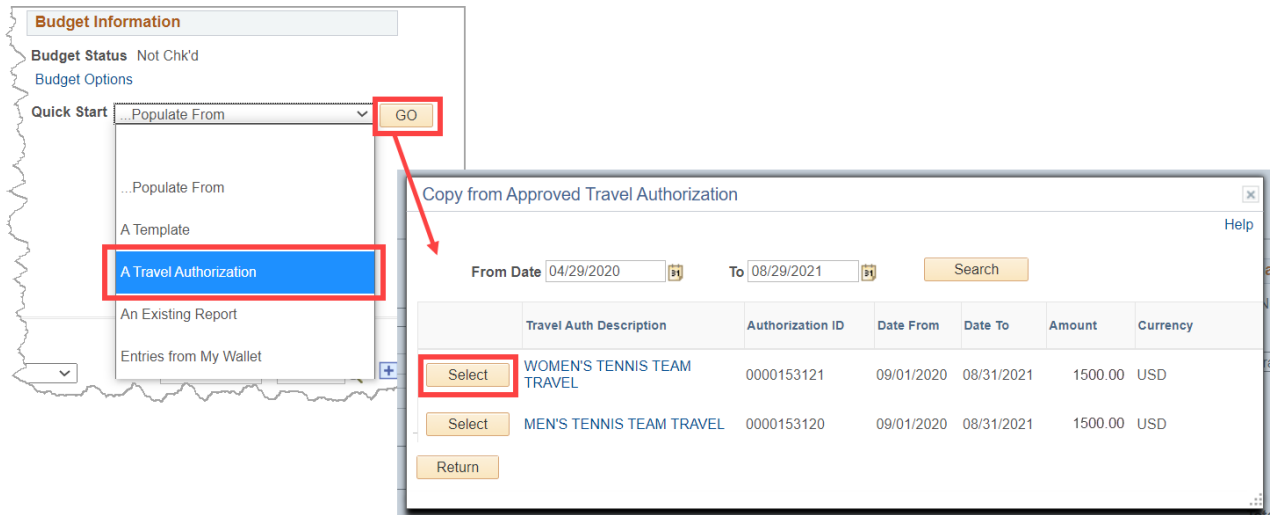 Budget Information
Budget Status Not Chk'd
Budget Options
Quick Start ...Populate From GO
...Populate From
A Template
A Travel Authorization
An Existing Report
Entries from My Wallet
Copy from Approved Travel Authorization
Help
From Date 04/29/2020 31 To 08/29/2021 31 Search
Travel Auth Description Authorization ID Date From Date To Amount Currency
Select WOMEN'S TENNIS TEAM TRAVEL 0000153121 09/01/2020 08/31/2021 1500.00 USD
Select MEN'S TENNIS TEAM TRAVEL 0000153120 09/01/2020 08/31/2021 1500.00 USD
Return